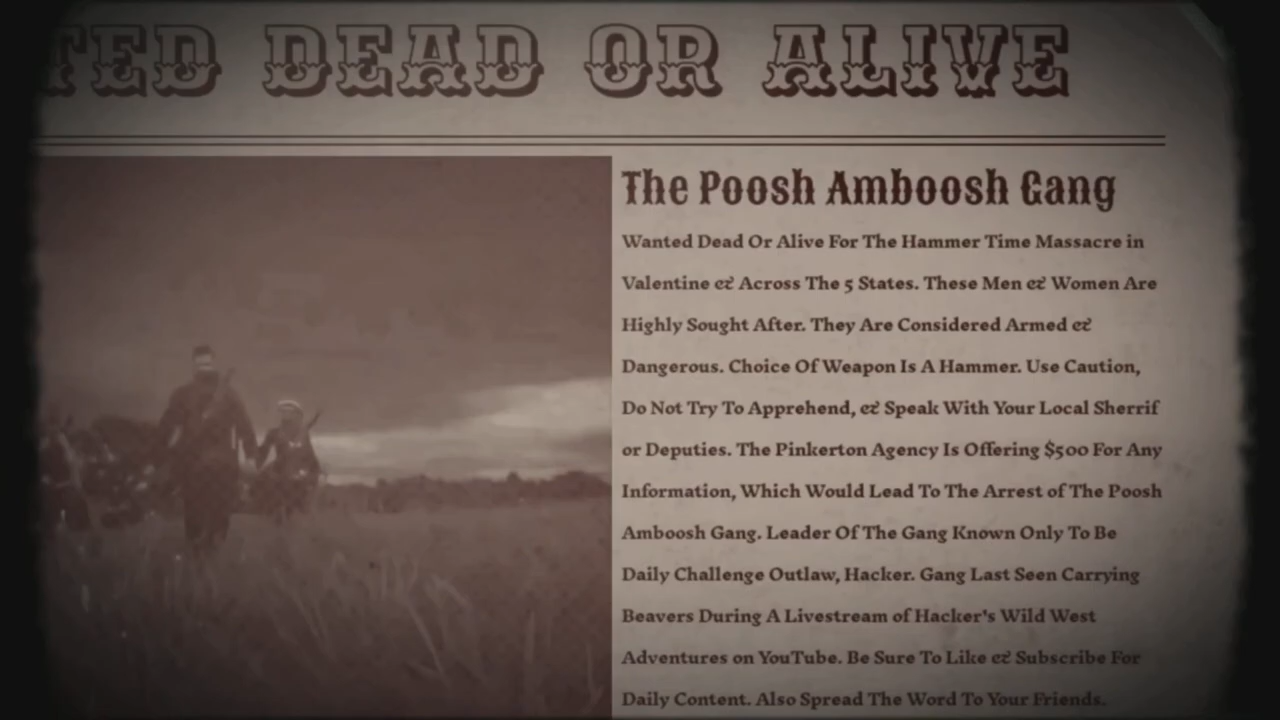 TED DEAD OR ALIVE
The Poosh Amboosh Gang
Wanted Dead Or Alive For The Hammer Time Massacre in
Valentine & Across The 5 States. These Men & Women Are
Highly Sought After. They Are Considered Armed &
Dangerous. Choice Of Weapon Is A Hammer. Use Caution,
Do Not Try To Apprehend, & Speak With Your Local Sherrif
or Deputies. The Pinkerton Agency Is Offering $500 For Any
Information, Which Would Lead To The Arrest of The Poosh
Amboosh Gang. Leader Of The Gang Known Only To Be
Daily Challenge Outlaw, Hacker. Gang Last Seen Carrying
Beavers During A Livestream of Hacker's Wild West
Adventures on YouTube. Be Sure To Like & Subscribe For
Daily Content. Also Spread The Word To Your Friends.